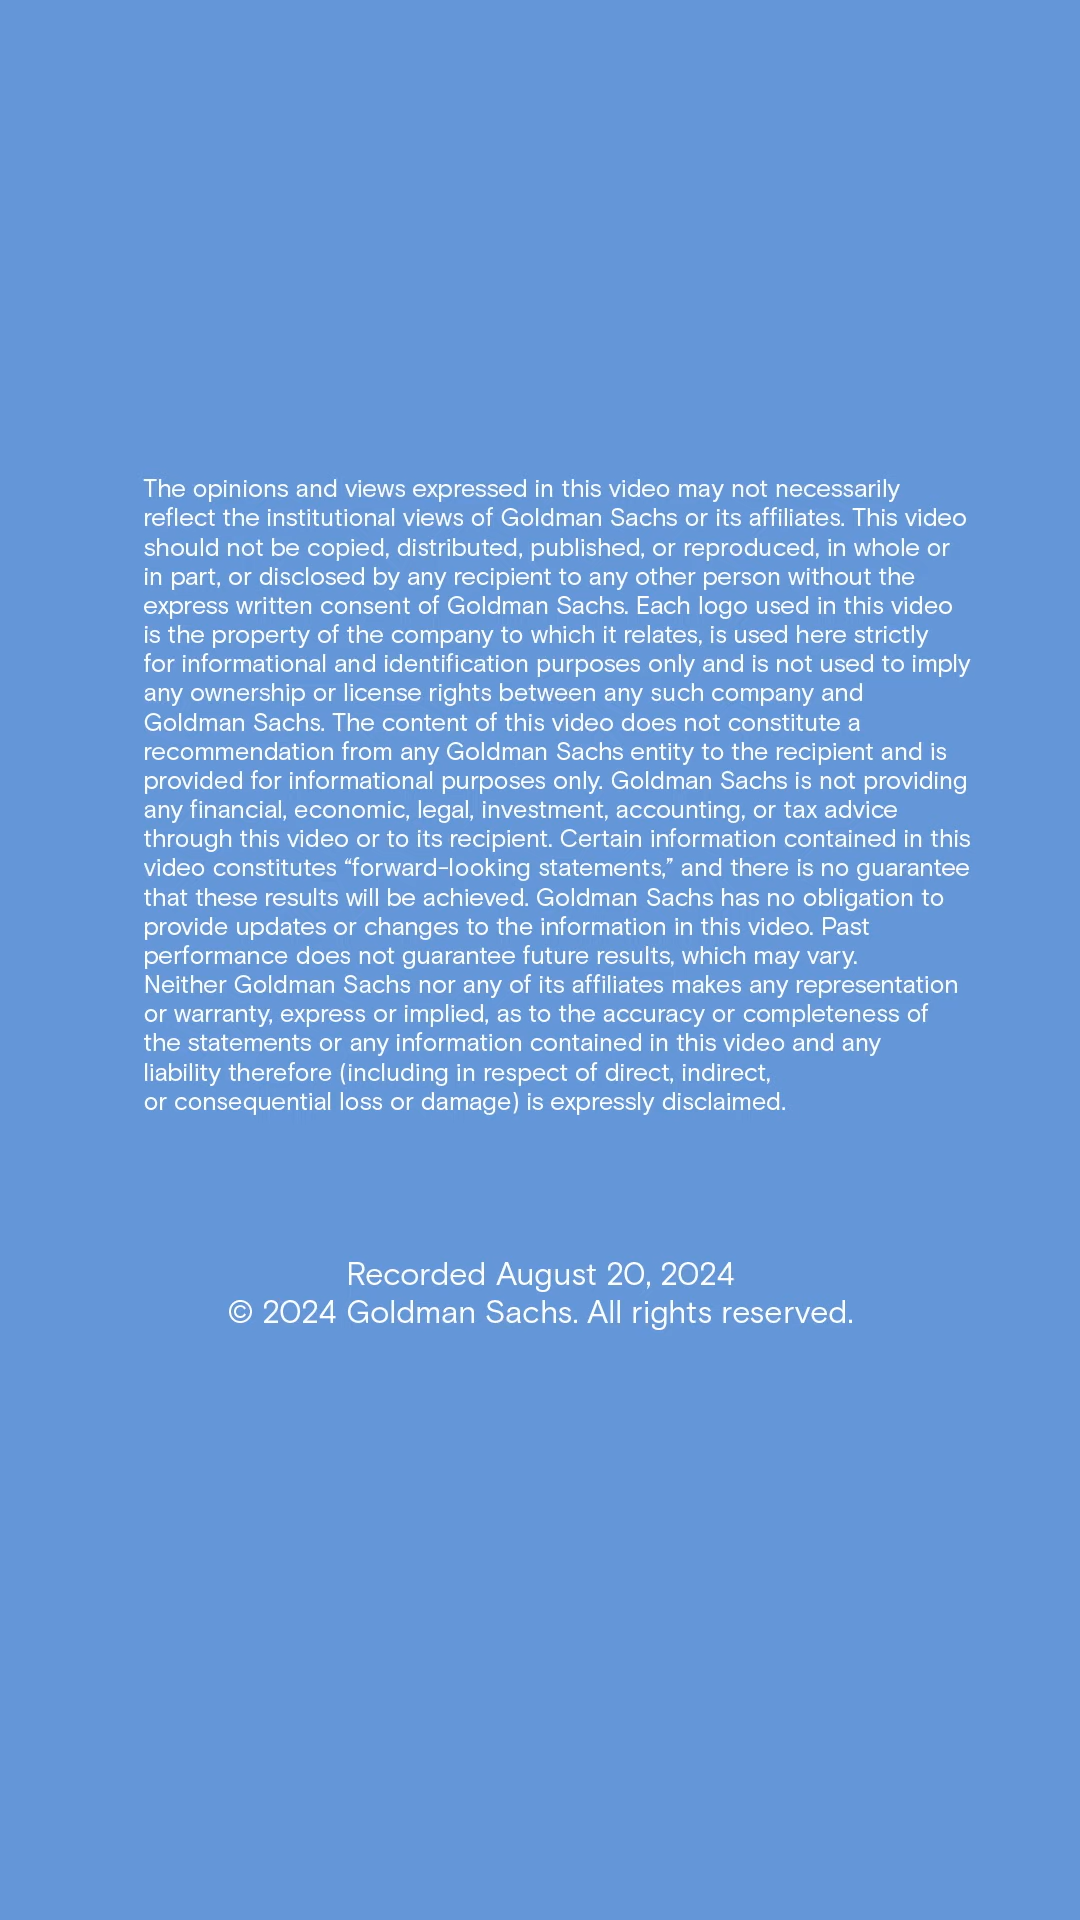 The opinions and views expressed in this video may not necessarily
reflect the institutional views of Goldman Sachs or its affiliates. This video
should not be copied, distributed, published, or reproduced, in whole or
in part, or disclosed by any recipient to any other person without the
express written consent of Goldman Sachs. Each logo used in this video
is the property of the company to which it relates, is used here strictly
for informational and identification purposes only and is not used to imply
any ownership or license rights between any such company and
Goldman Sachs. The content of this video does not constitute a
recommendation from any Goldman Sachs entity to the recipient and is
provided for informational purposes only. Goldman Sachs is not providing
any financial, economic, legal, investment, accounting, or tax advice
through this video or to its recipient. Certain information contained in this
video constitutes “forward-looking statements,” and there is no guarantee
that these results will be achieved. Goldman Sachs has no obligation to
provide updates or changes to the information in this video. Past
performance does not guarantee future results, which may vary.
Neither Goldman Sachs nor any of its affiliates makes any representation
or warranty, express or implied, as to the accuracy or completeness of
the statements or any information contained in this video and any
liability therefore (including in respect of direct, indirect,
or consequential loss or damage) is expressly disclaimed.
Recorded August 20, 2024
© 2024 Goldman Sachs. All rights reserved.